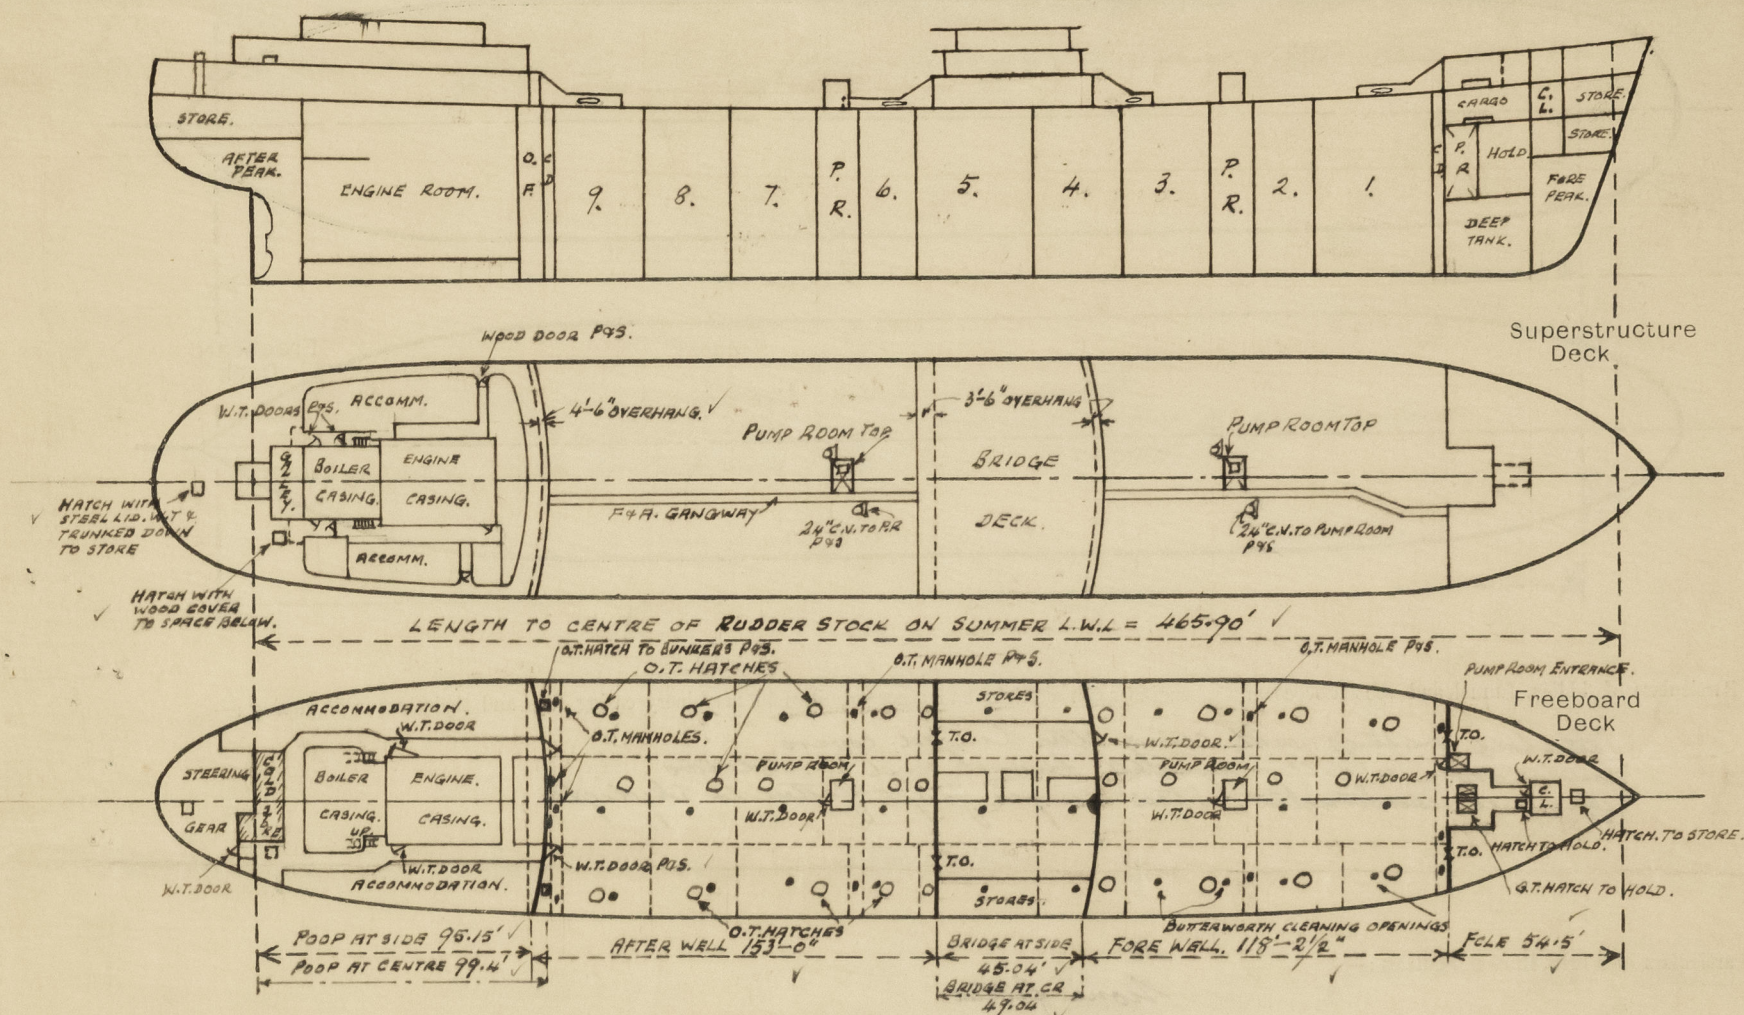 STORE.
AFTER
PEAK.
ENGINE ROOM.
O.
F.
C
D
9.
8.
7.
P.
R.
6.
5.
4.
3.
P.
R.
2.
1.
C
D
P.
R
CARGO
HOLD
C.
L.
STORE.
STORE.
FORE
PEAK.
DEEP
TANK.
Superstructure
Deck
WOOD DOOR P&S.
W.T. DOORS P&S.
ACCOMM.
4'-6" OVERHANG. ✓
3'-6" OVERHANG
PUMP ROOM TOP
PUMP ROOM TOP
GALLEY.
BOILER
CASING.
ENGINE
CASING.
BRIDGE
DECK.
F & A. GANGWAY
24" C.V. TO P.R
P&S
24" C.V. TO PUMP ROOM
P&S
ACCOMM.
✓ HATCH WITH
STEEL LID. W.T &
TRUNKED DOWN
TO STORE
✓ HATCH WITH
WOOD COVER
TO SPACE BELOW.
LENGTH TO CENTRE OF RUDDER STOCK ON SUMMER L.W.L = 465.90' ✓
O.T. HATCH TO BUNKERS P&S.
O.T. HATCHES
O.T. MANHOLE P&S.
O.T. MANHOLE P&S.
PUMP ROOM ENTRANCE.
Freeboard
Deck
ACCOMMODATION.
W.T. DOOR
O.T. MANHOLES.
STORES
T.O.
W.T. DOOR
T.O.
W.T. DOOR
STEERING
GEAR
BOILER
CASING.
UP
ENGINE.
CASING.
PUMP ROOM
W.T. DOOR
PUMP ROOM
W.T. DOOR
W.T. DOOR
C.
L.
HATCH. TO STORE.
HATCH TO HOLD.
O.T. HATCH TO HOLD.
W.T. DOOR
W.T. DOOR
ACCOMMODATION.
W.T. DOOR P&S.
T.O.
STORES
T.O.
O.T. HATCHES
BUTTERWORTH CLEANING OPENINGS
POOP AT SIDE 95.15' ✓
POOP AT CENTRE 99.4' ✓
AFTER WELL 153'-0" ✓
BRIDGE AT SIDE
45.04' ✓
BRIDGE AT CR
49.04 ✓
FORE WELL. 118'-2½" ✓
FCLE 54.5' ✓